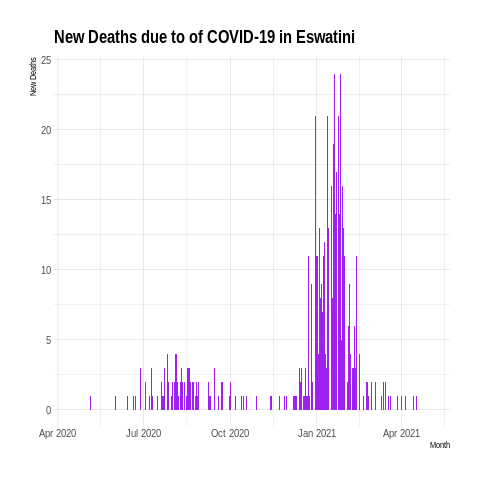 New Deaths due to of COVID-19 in Eswatini
New Deaths
25
20
15
10
5
0
Apr 2020 Jul 2020 Oct 2020 Jan 2021 Apr 2021
Month